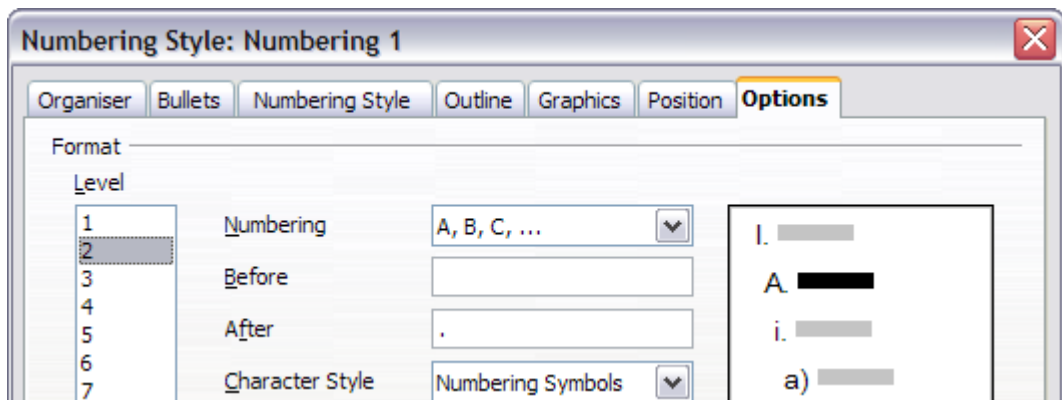 Numbering Style: Numbering 1
Organiser Bullets Numbering Style Outline Graphics Position Options
Format
Level
1 Numbering A, B, C, ... I.
2
3 Before A.
4
5 After . i.
6
7 Character Style Numbering Symbols a)